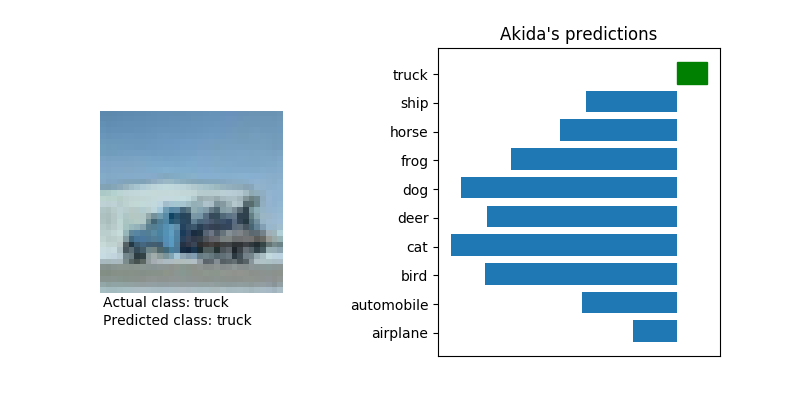 Akida's predictions
truck
ship
horse
frog
dog
deer
cat
bird
automobile
airplane
Actual class: truck
Predicted class: truck